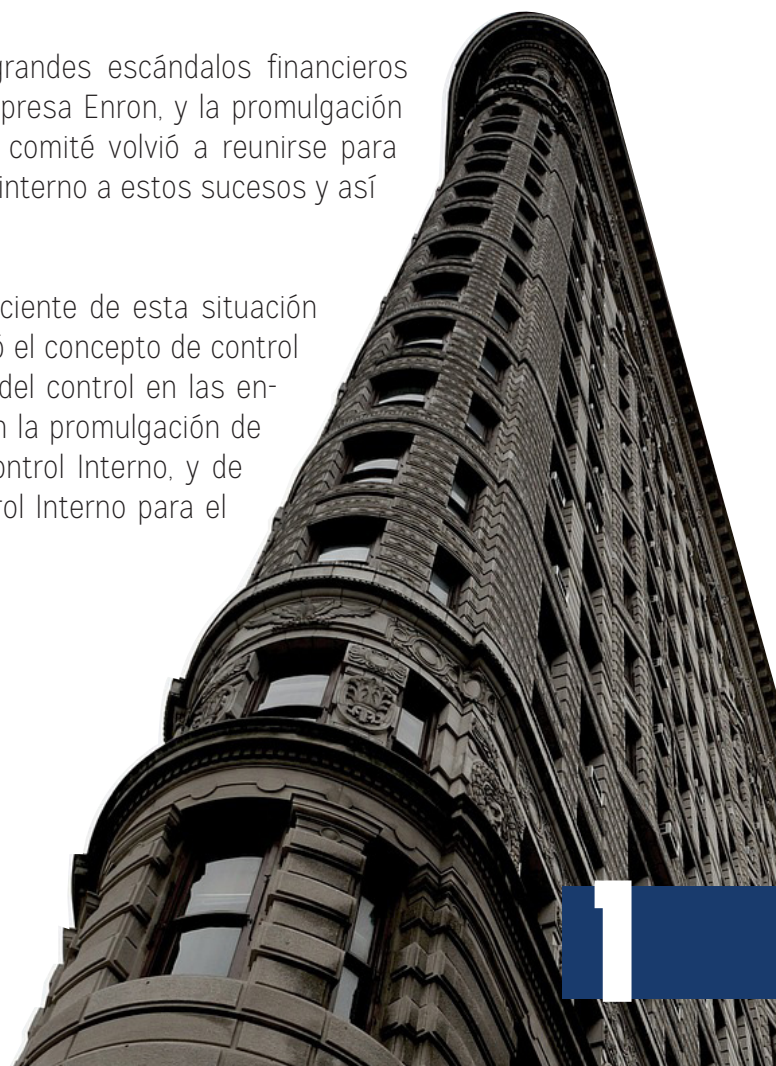 grandes escándalos financieros
presa Enron, y la promulgación
comité volvió a reunirse para
interno a estos sucesos y así
ciente de esta situación
ó el concepto de control
del control en las en-
n la promulgación de
ontrol Interno, y de
rol Interno para el
1